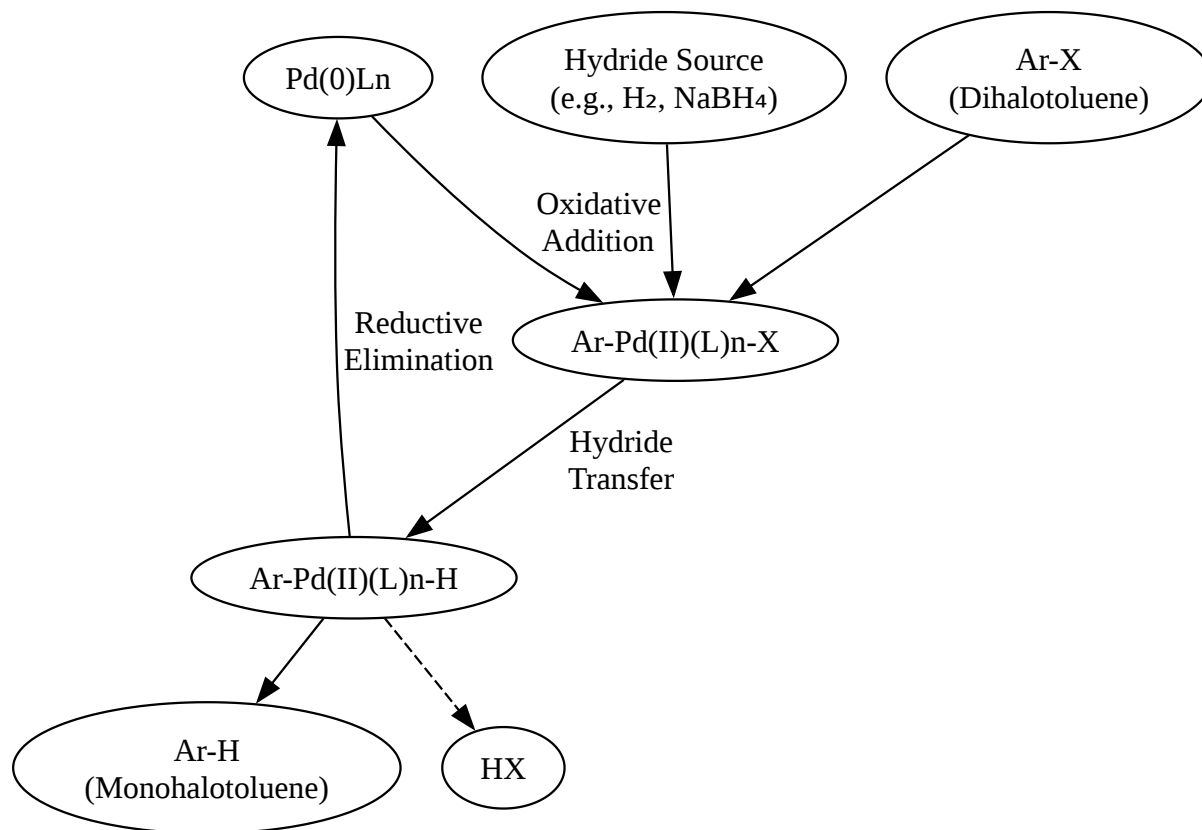 Pd(0)Ln
Hydride Source
(e.g., H₂, NaBH₄)
Ar-X
(Dihalotoluene)
Oxidative
Addition
Reductive
Elimination
Ar-Pd(II)(L)n-X
Hydride
Transfer
Ar-Pd(II)(L)n-H
Ar-H
(Monohalotoluene)
HX